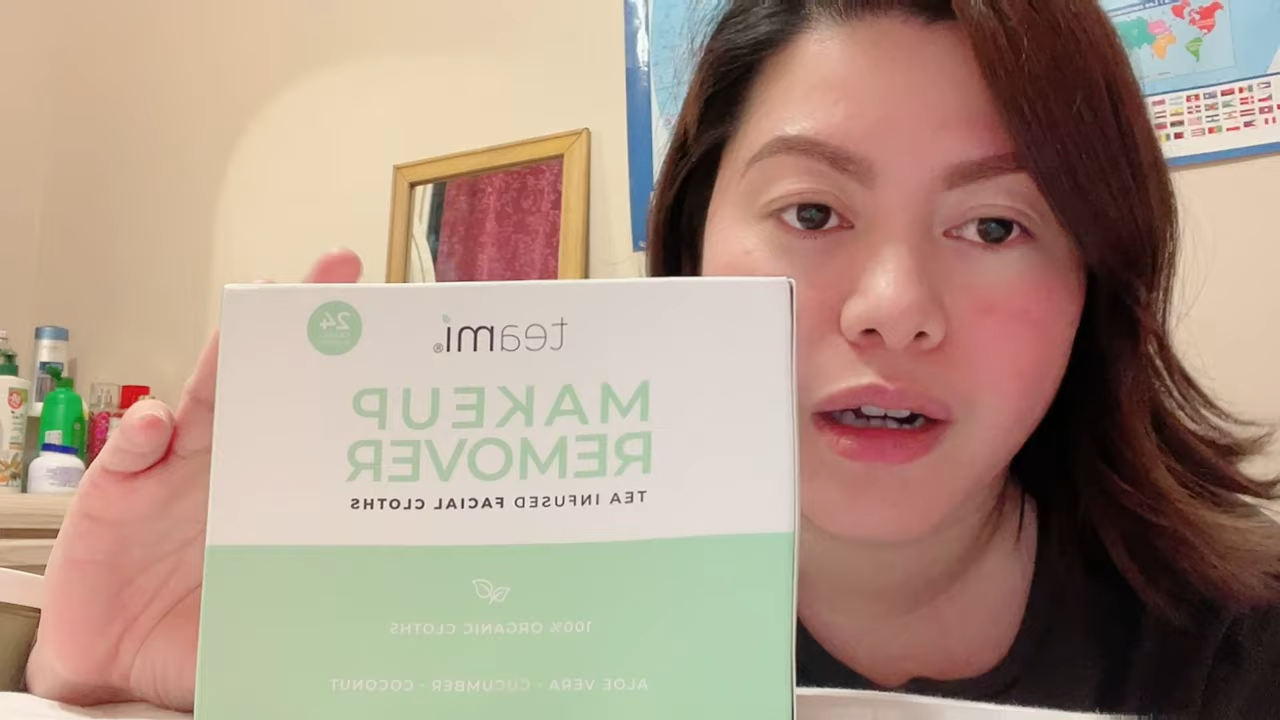 24
teami®
MAKEUP
REMOVER
TEA INFUSED FACIAL CLOTHS
100% ORGANIC CLOTHS
ALOE VERA · CUCUMBER · COCONUT